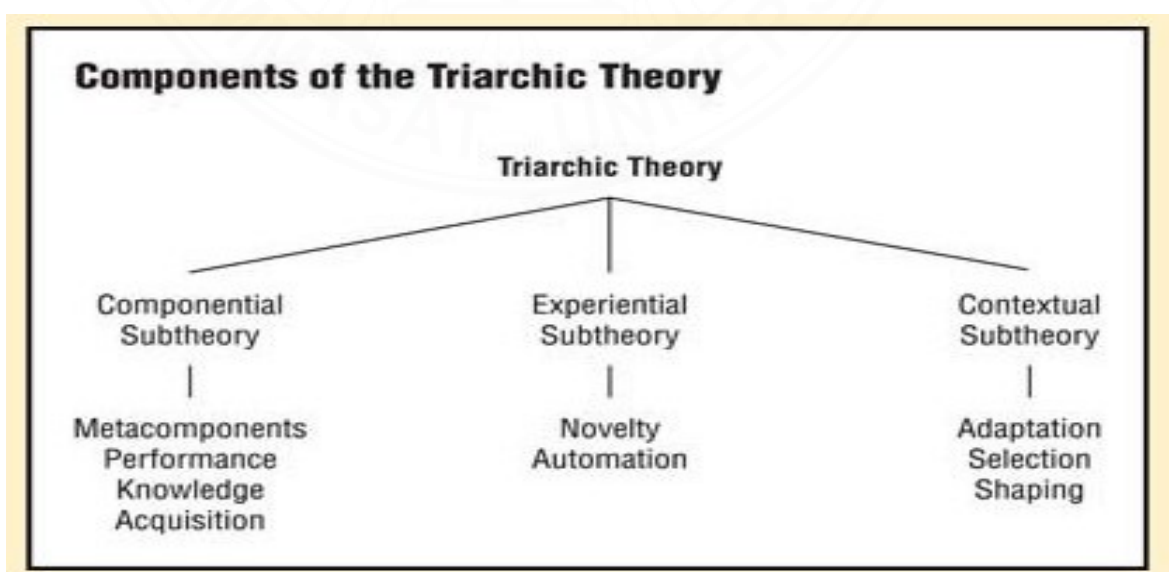 Components of the Triarchic Theory
Triarchic Theory
Componential
Subtheory
Experiential
Subtheory
Contextual
Subtheory
Metacomponents
Performance
Knowledge
Acquisition
Novelty
Automation
Adaptation
Selection
Shaping